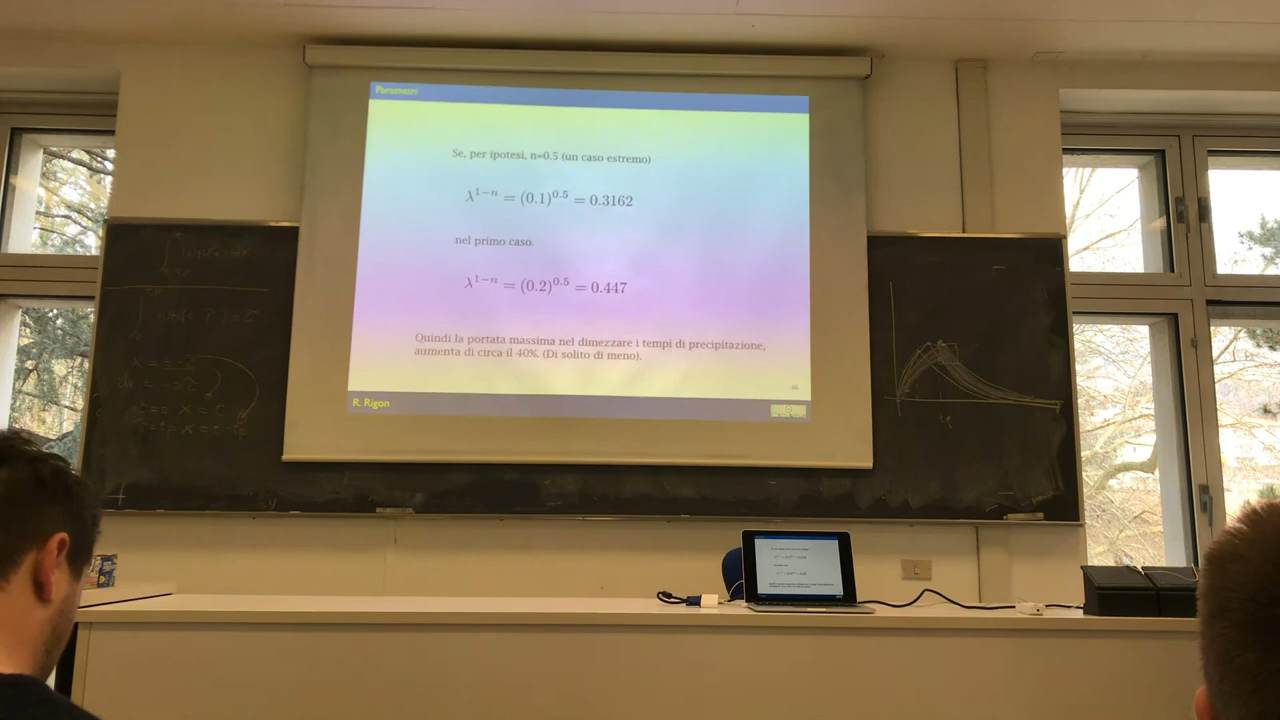 Parametri
Se, per ipotesi, n=0.5 (un caso estremo)
λ^{1−n} = (0.1)^{0.5} = 0.3162
nel primo caso.
λ^{1−n} = (0.2)^{0.5} = 0.447
Quindi la portata massima nel dimezzare i tempi di precipitazione,
aumenta di circa il 40%. (Di solito di meno).
R. Rigon